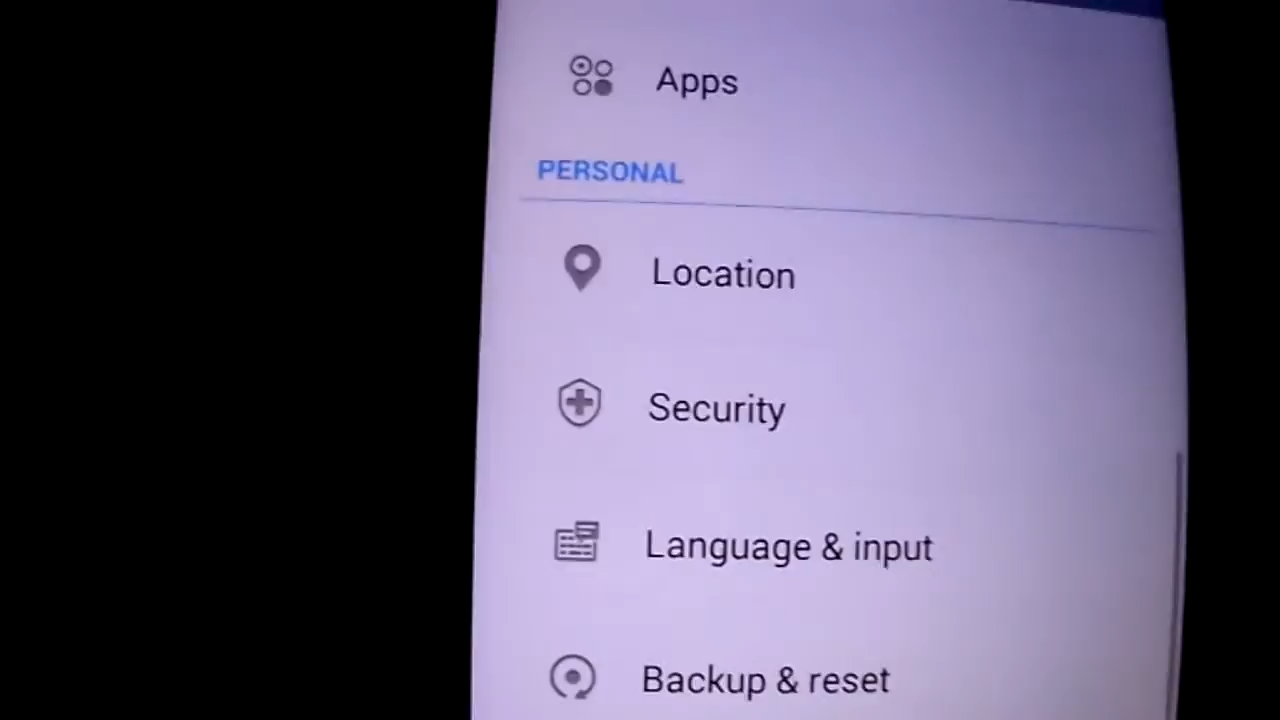 Apps
PERSONAL
Location
Security
Language & input
Backup & reset